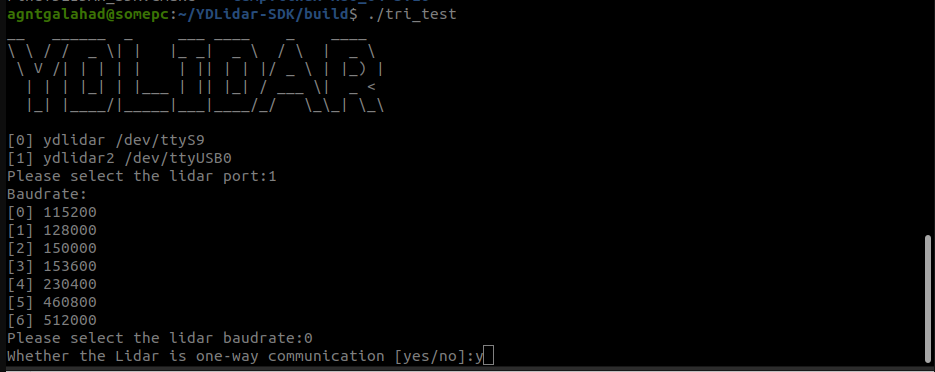 agntgalahad@somepc:~/YDLidar-SDK/build$ ./tri_test
YDLIDAR
[0] ydlidar /dev/ttyS9
[1] ydlidar2 /dev/ttyUSB0
Please select the lidar port:1
Baudrate:
[0] 115200
[1] 128000
[2] 150000
[3] 153600
[4] 230400
[5] 460800
[6] 512000
Please select the lidar baudrate:0
Whether the Lidar is one-way communication [yes/no]:y